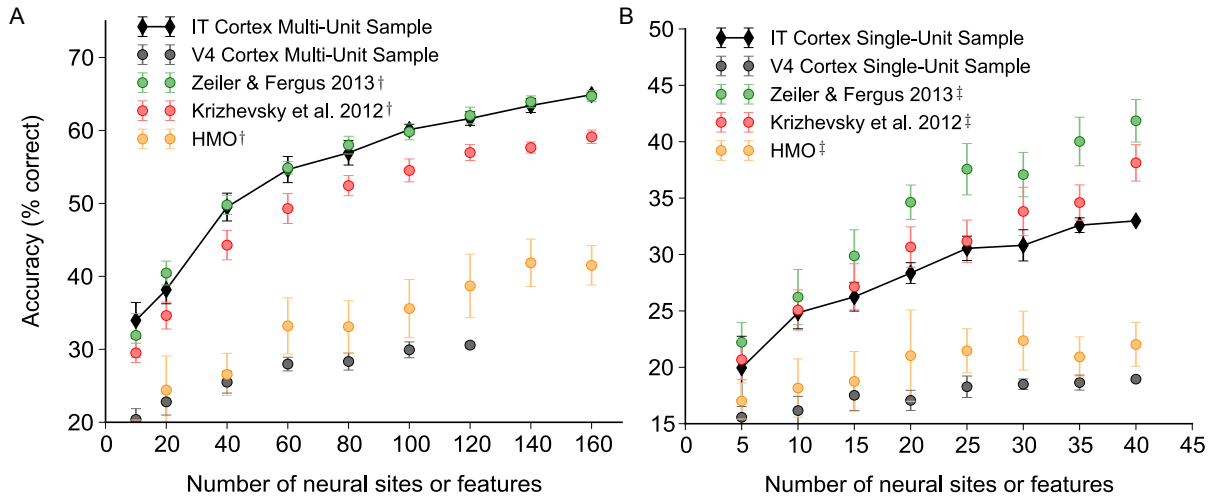 A
IT Cortex Multi-Unit Sample
V4 Cortex Multi-Unit Sample
Zeiler & Fergus 2013†
Krizhevsky et al. 2012†
HMO†
Accuracy (% correct)
70
60
50
40
30
20
0
20
40
60
80
100
120
140
160
Number of neural sites or features
B
IT Cortex Single-Unit Sample
V4 Cortex Single-Unit Sample
Zeiler & Fergus 2013‡
Krizhevsky et al. 2012‡
HMO‡
50
45
40
35
30
25
20
15
0
5
10
15
20
25
30
35
40
45
Number of neural sites or features